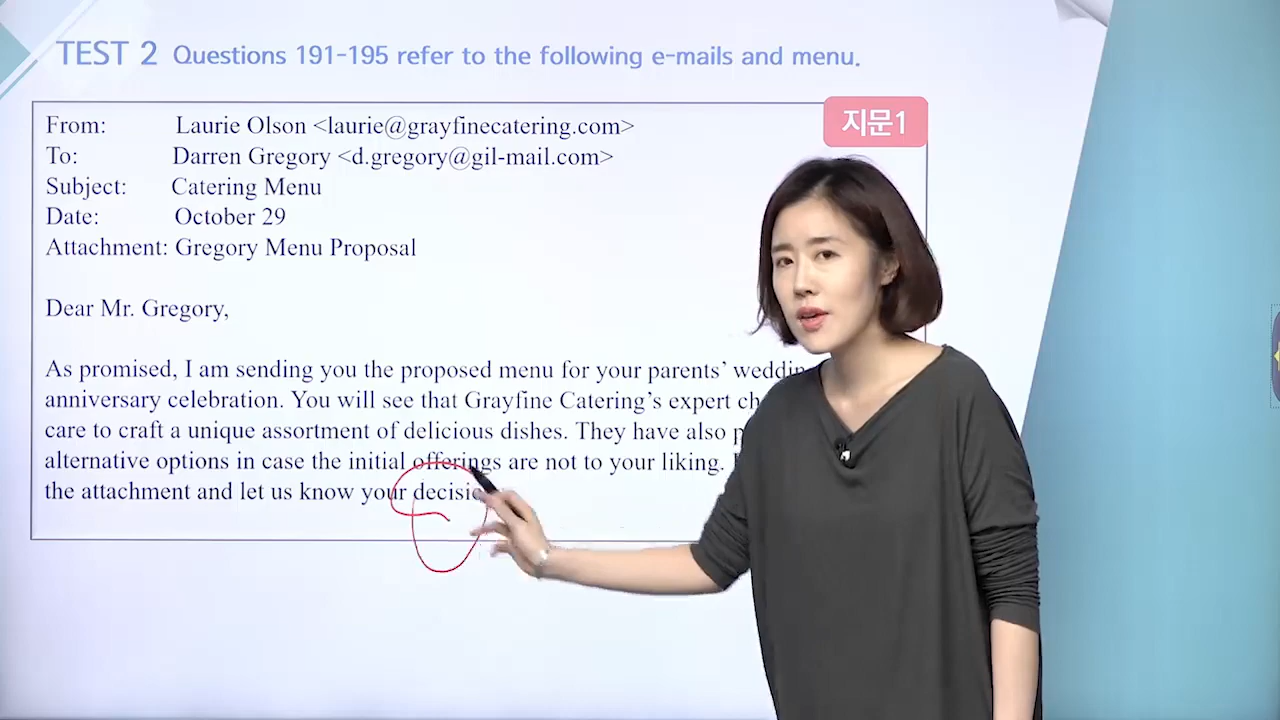 TEST 2 Questions 191-195 refer to the following e-mails and menu.
지문1
From: Laurie Olson <laurie@grayfinecatering.com>
To: Darren Gregory <d.gregory@gil-mail.com>
Subject: Catering Menu
Date: October 29
Attachment: Gregory Menu Proposal
Dear Mr. Gregory,
As promised, I am sending you the proposed menu for your parents’
anniversary celebration. You will see that Grayfine Catering’s expert
care to craft a unique assortment of delicious dishes. They have also
alternative options in case the initial offerings are not to your liking.
the attachment and let us know your